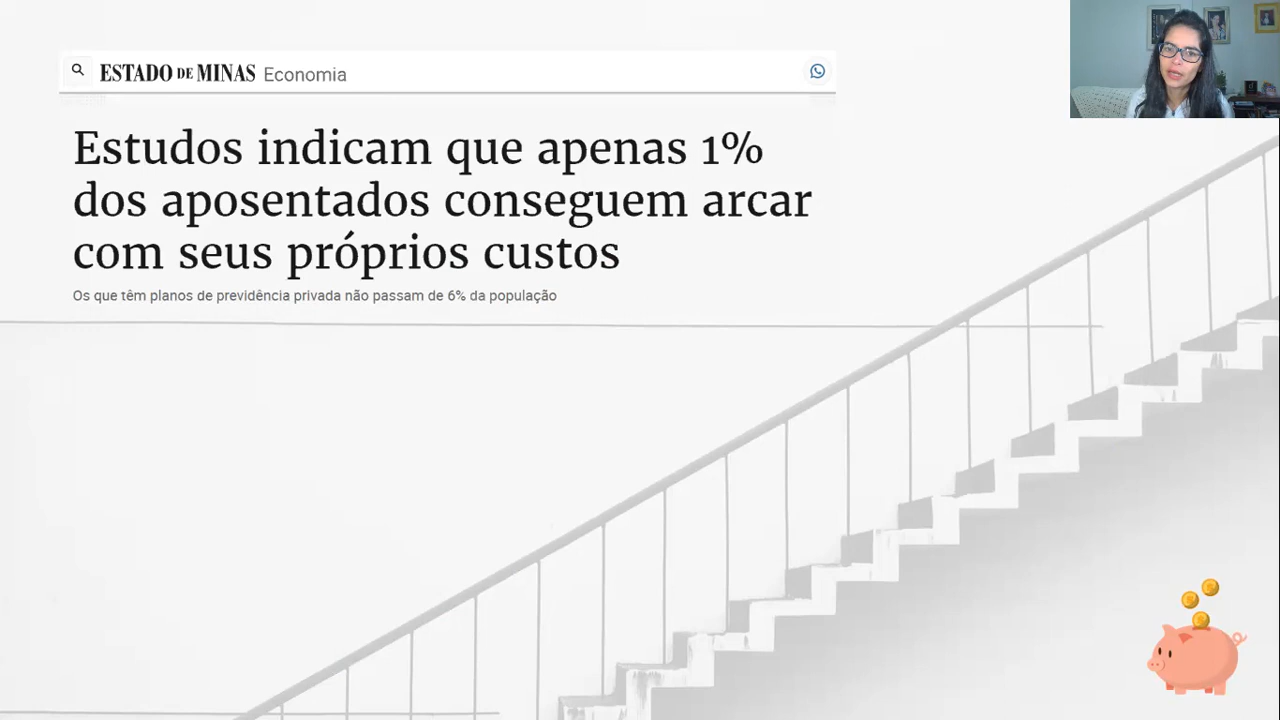 ESTADO DE MINAS Economia
Estudos indicam que apenas 1%
dos aposentados conseguem arcar
com seus próprios custos
Os que têm planos de previdência privada não passam de 6% da população